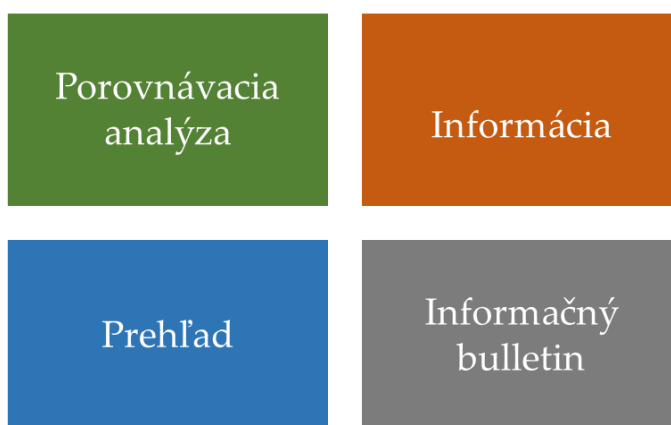 Porovnávacia
analýza
Informácia
Prehľad
Informačný
bulletin